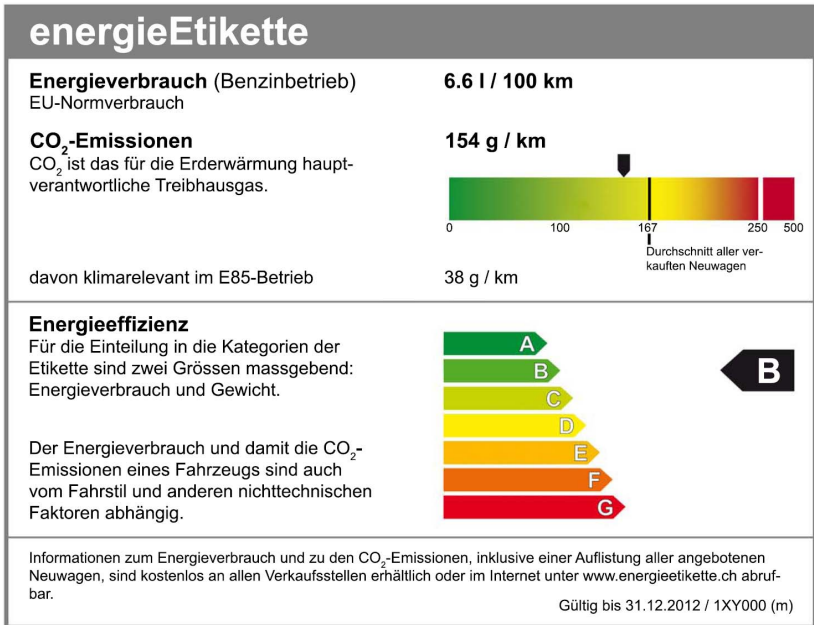 energieEtikette
Energieverbrauch (Benzinbetrieb) 6.6 l / 100 km
EU-Normverbrauch
CO₂-Emissionen 154 g / km
CO₂ ist das für die Erderwärmung haupt-
verantwortliche Treibhausgas.
0 100 167 250 500
Durchschnitt aller ver-
kauften Neuwagen
davon klimarelevant im E85-Betrieb 38 g / km
Energieeffizienz
Für die Einteilung in die Kategorien der
Etikette sind zwei Grössen massgebend:
Energieverbrauch und Gewicht.
Der Energieverbrauch und damit die CO₂-
Emissionen eines Fahrzeugs sind auch
vom Fahrstil und anderen nichttechnischen
Faktoren abhängig.
A
B
C
D
E
F
G
B
Informationen zum Energieverbrauch und zu den CO₂-Emissionen, inklusive einer Auflistung aller angebotenen
Neuwagen, sind kostenlos an allen Verkaufsstellen erhältlich oder im Internet unter www.energieetikette.ch abruf-
bar.
Gültig bis 31.12.2012 / 1XY000 (m)